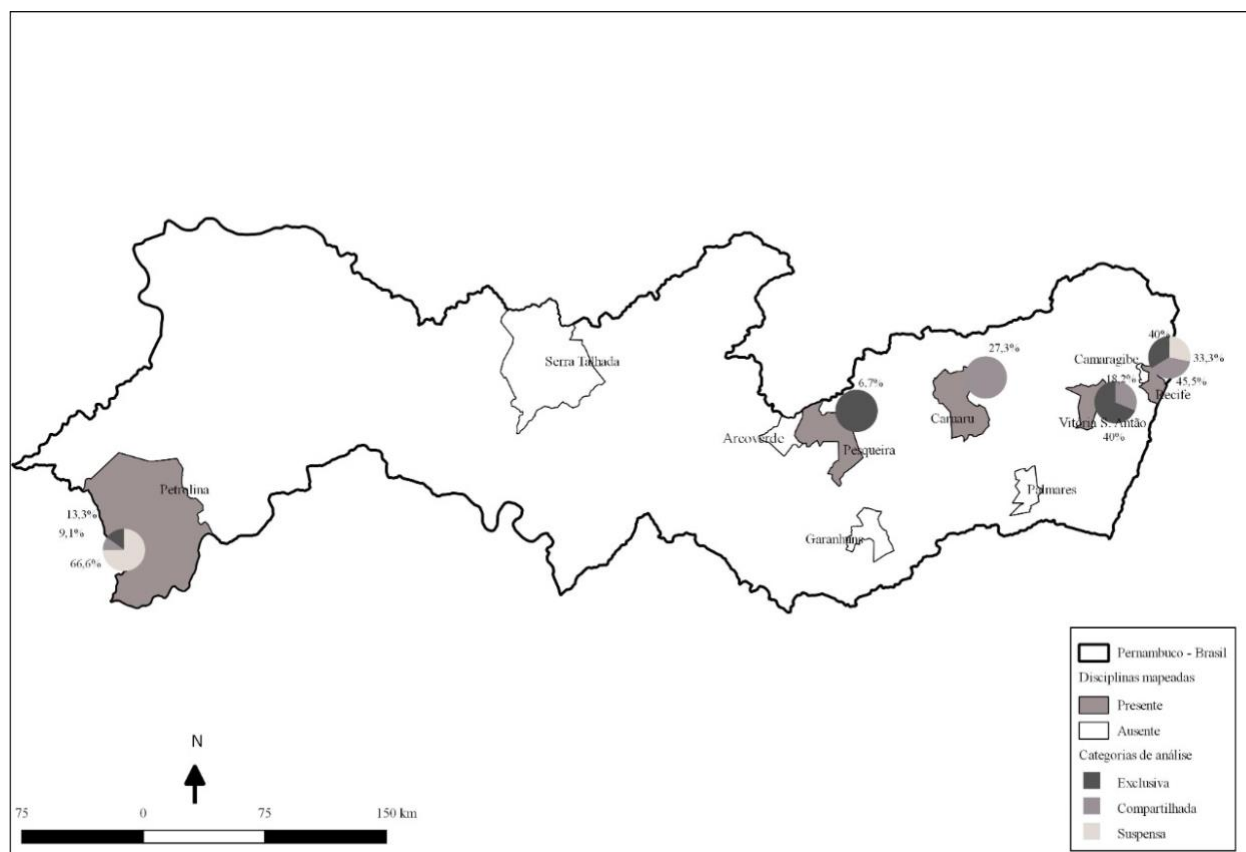 27,3%
40%
Camaragibe
33,3%
Serra Talhada
18,2%
45,5%
6,7%
Recife
Caruaru
Vitória S. Antão
Arcoverde
40%
Pesqueira
Petrolina
Palmares
13,3%
9,1%
Garanhuns
66,6%
Pernambuco - Brasil
Disciplinas mapeadas
Presente
Ausente
Categorias de análise
Exclusiva
Compartilhada
Suspensa
N
75 0 75 150 km